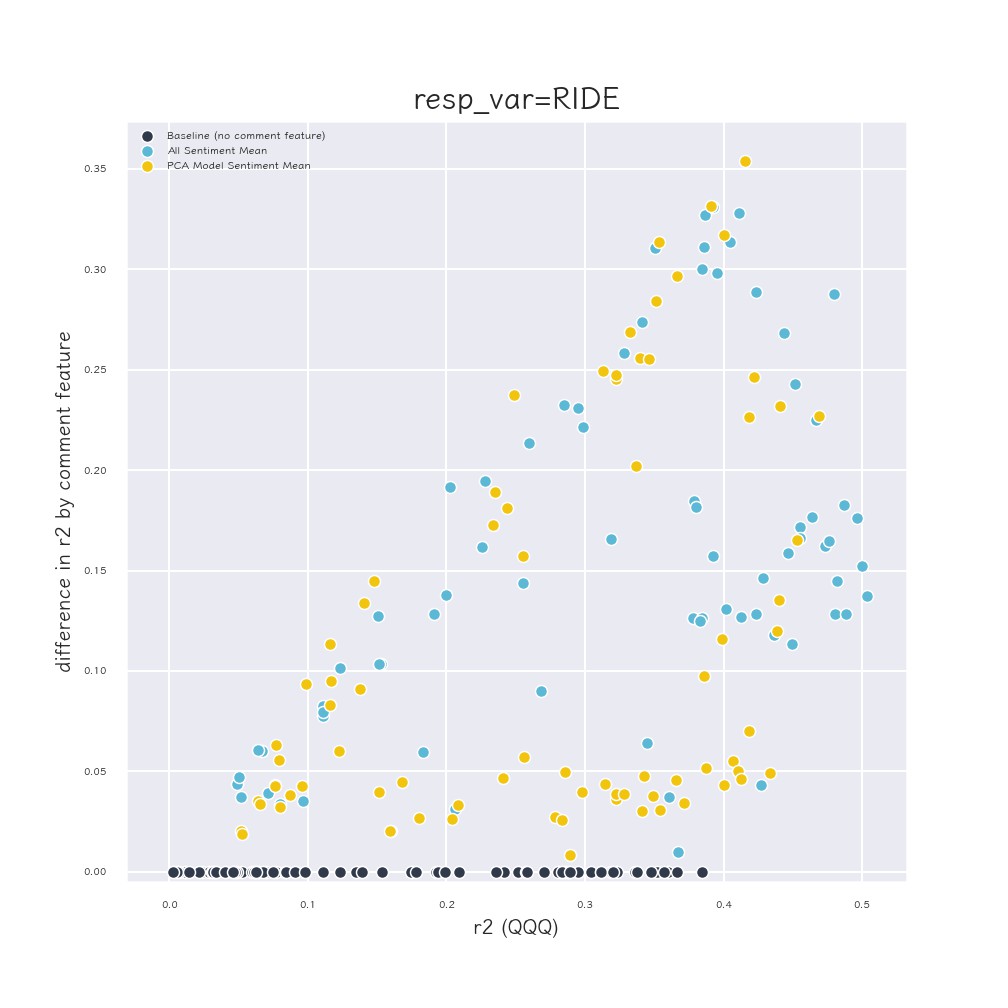 resp_var=RIDE
Baseline (no comment feature)
All Sentiment Mean
PCA Model Sentiment Mean
difference in r2 by comment feature
0.35
0.30
0.25
0.20
0.15
0.10
0.05
0.00
0.0 0.1 0.2 0.3 0.4 0.5
r2 (QQQ)